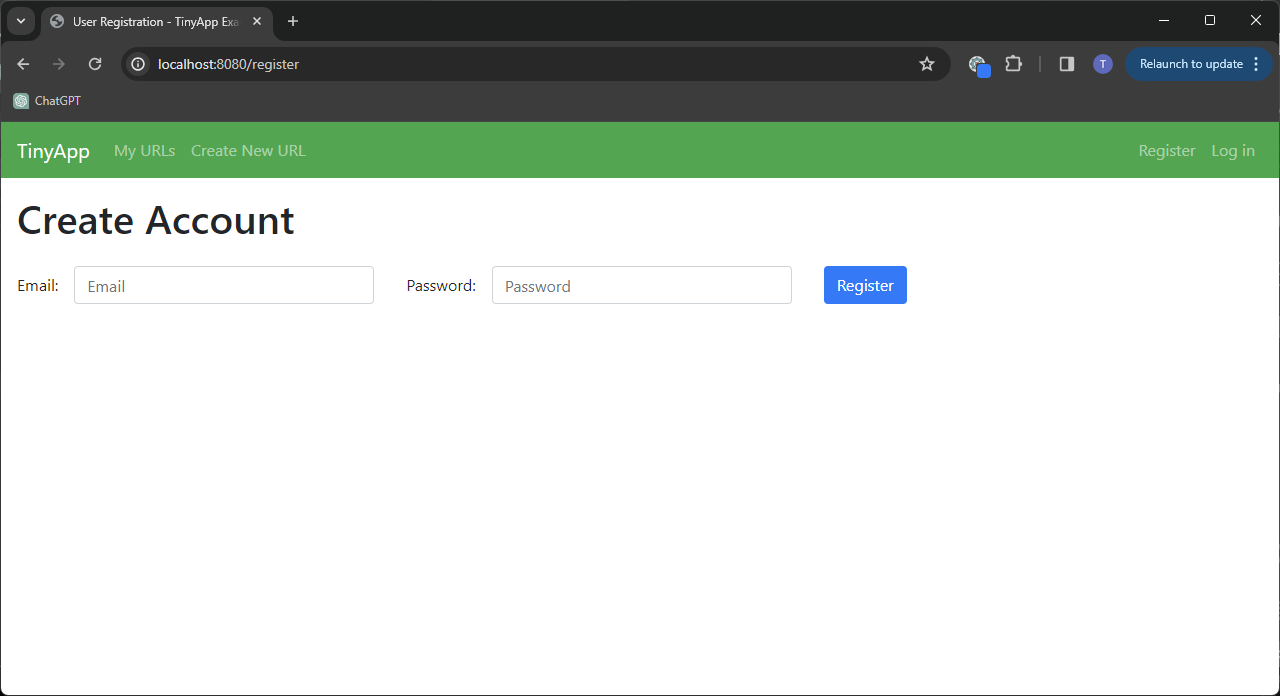 User Registration - TinyApp Exa
localhost:8080/register
T
Relaunch to update
ChatGPT
TinyApp My URLs Create New URL Register Log in
Create Account
Email: Email Password: Password Register